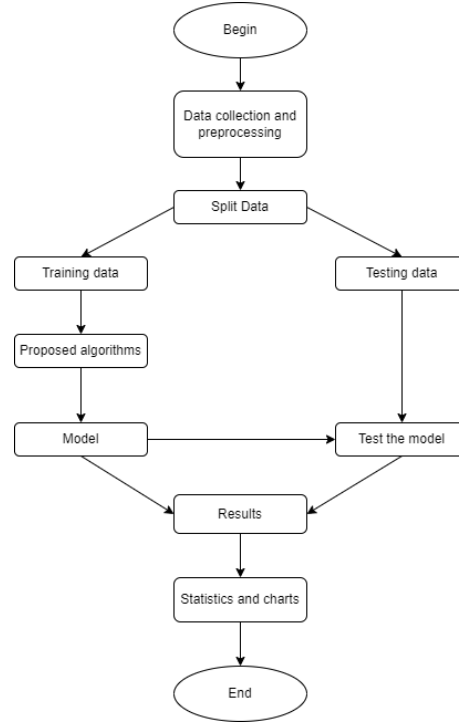 Begin
Data collection and
preprocessing
Split Data
Training data
Testing data
Proposed algorithms
Model
Test the model
Results
Statistics and charts
End